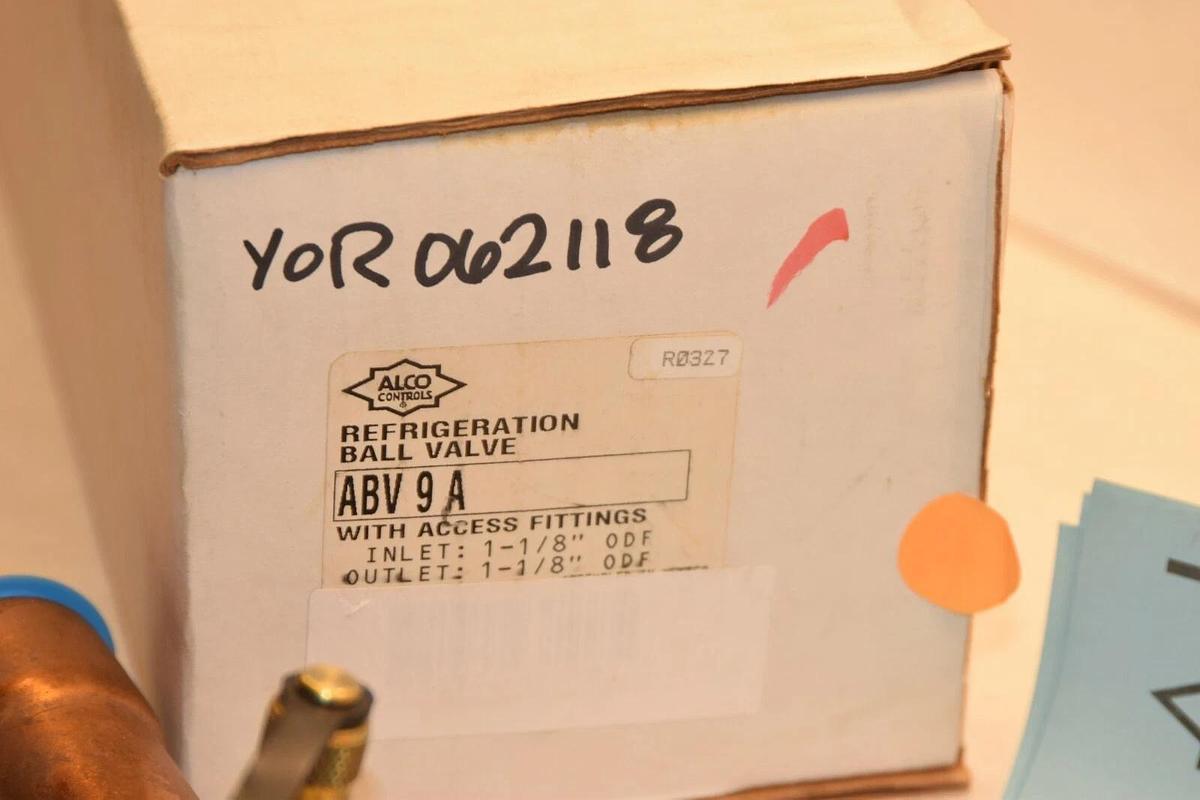 YOR 062118
R0327
ALCO
CONTROLS
REFRIGERATION
BALL VALVE
ABV 9 A
WITH ACCESS FITTINGS
INLET: 1-1/8" ODF
OUTLET: 1-1/8" ODF